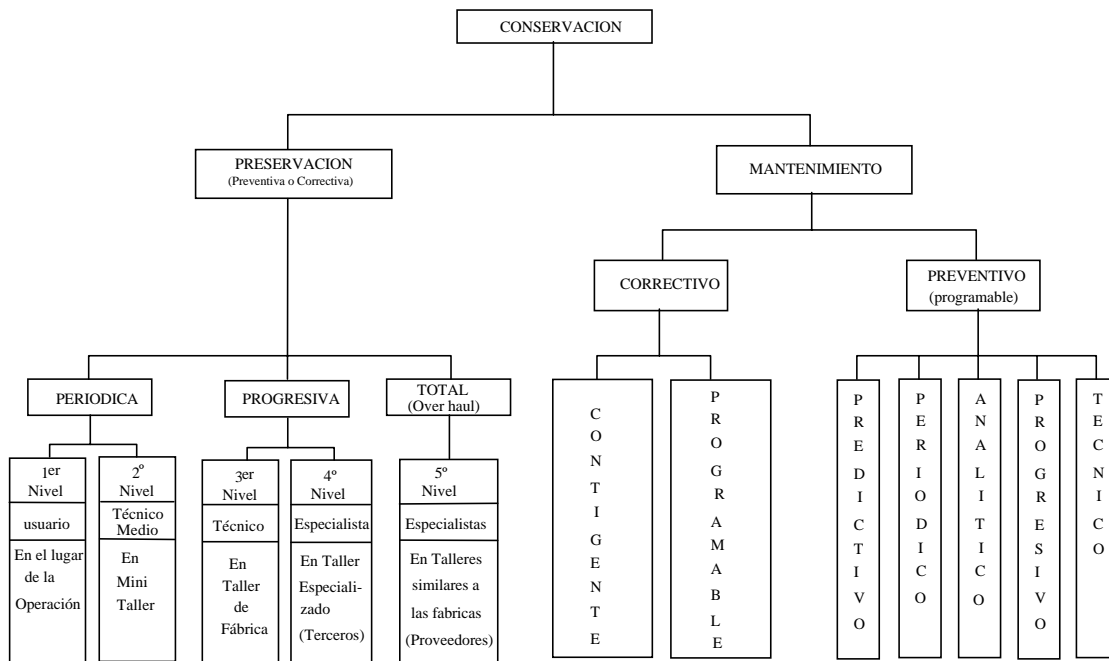 CONSERVACION
PRESERVACION
(Preventiva o Correctiva)
MANTENIMIENTO
CORRECTIVO
PREVENTIVO
(programable)
PERIODICA
PROGRESIVA
TOTAL
(Over haul)
1er
Nivel
usuario
En el lugar
de la
Operación
2º
Nivel
Técnico
Medio
En
Mini
Taller
3er
Nivel
Técnico
En
Taller
de
Fábrica
4º
Nivel
Especialista
En Taller
Especiali-
zado
(Terceros)
5º
Nivel
Especialistas
En Talleres
similares a
las fabricas
(Proveedores)
CONTIGENTE
PROGRAMABLE
PREDICTIVO
PERIODICO
ANALITICO
PROGRESIVO
TECNICO